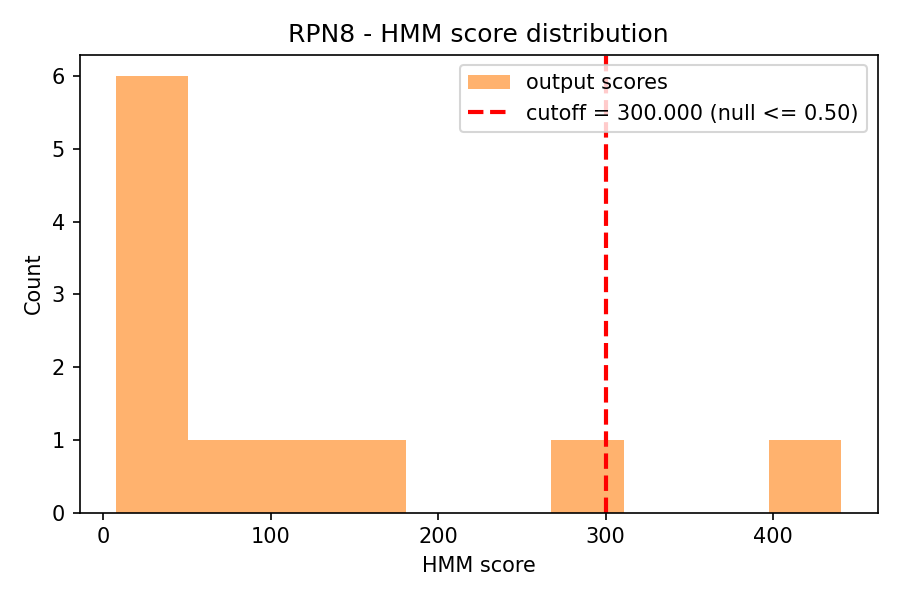 RPN8 - HMM score distribution
output scores
cutoff = 300.000 (null <= 0.50)
6
5
4
3
2
1
0
Count
0 100 200 300 400
HMM score